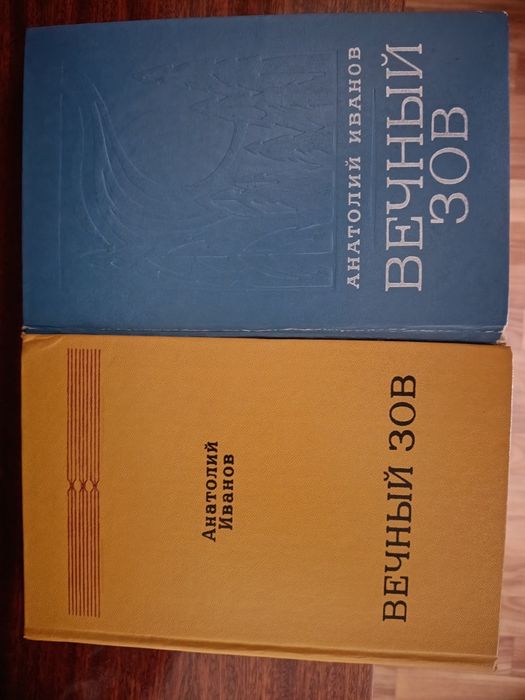 АНАТОЛИЙ ИВАНОВ
ВЕЧНЫЙ
ЗОВ
Анатолий
Иванов
ВЕЧНЫЙ ЗОВ